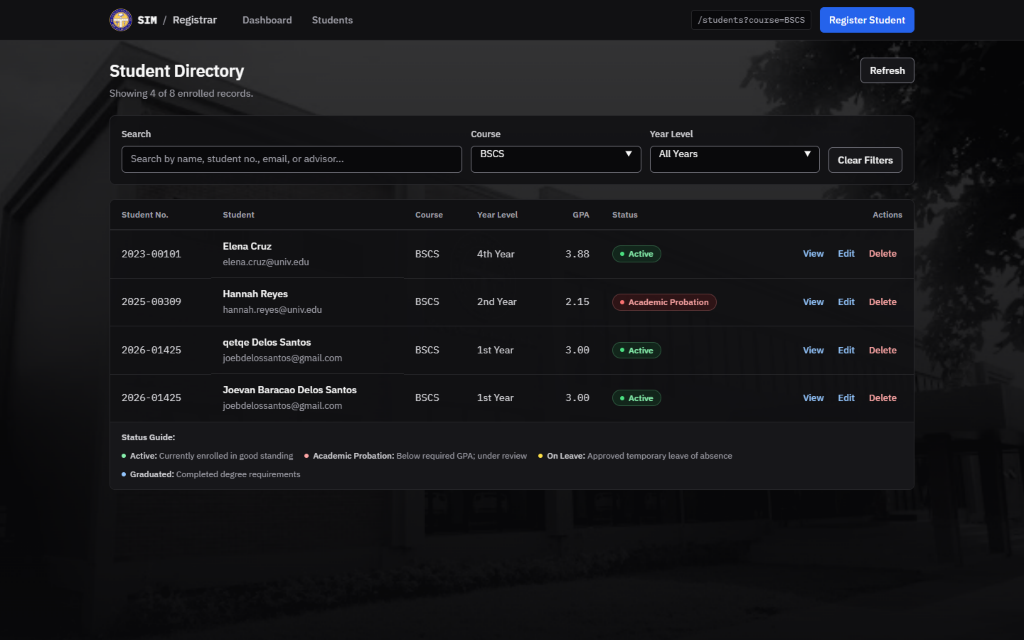 SIM / Registrar Dashboard Students /students?course=BSCS Register Student
Student Directory Refresh
Showing 4 of 8 enrolled records.
Search Course Year Level
Search by name, student no., email, or advisor... BSCS ▼ All Years ▼ Clear Filters
Student No. Student Course Year Level GPA Status Actions
2023-00101 Elena Cruz BSCS 4th Year 3.88 Active View Edit Delete
elena.cruz@univ.edu
2025-00309 Hannah Reyes BSCS 2nd Year 2.15 Academic Probation View Edit Delete
hannah.reyes@univ.edu
2026-01425 qetqe Delos Santos BSCS 1st Year 3.00 Active View Edit Delete
joebdelossantos@gmail.com
2026-01425 Joevan Baracao Delos Santos BSCS 1st Year 3.00 Active View Edit Delete
joebdelossantos@gmail.com
Status Guide:
Active: Currently enrolled in good standing Academic Probation: Below required GPA; under review On Leave: Approved temporary leave of absence
Graduated: Completed degree requirements